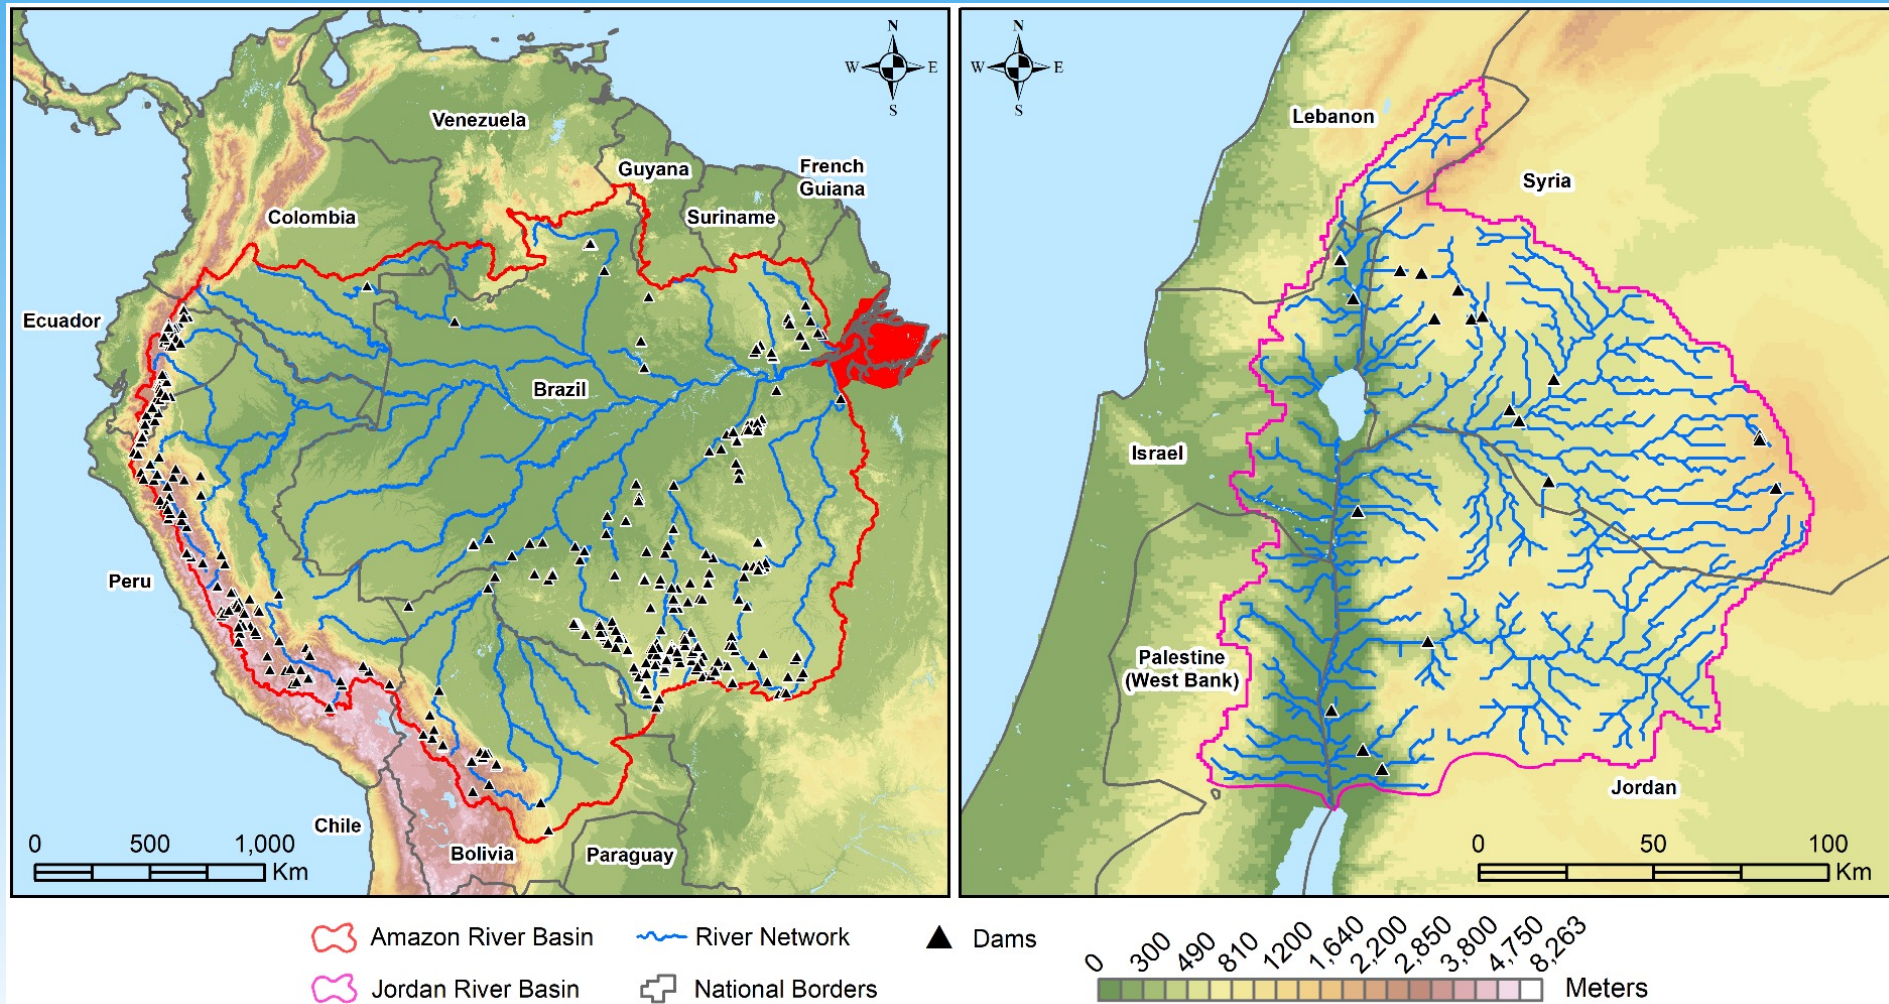 N
W E
S
Venezuela
Guyana
French
Guiana
Suriname
Colombia
Ecuador
Brazil
Peru
Chile
Bolivia
Paraguay
0 500 1,000
Km
N
W E
S
Lebanon
Syria
Israel
Palestine
(West Bank)
Jordan
0 50 100
Km
Amazon River Basin
River Network
Dams
Jordan River Basin
National Borders
0 300 490 810 1200 1,640 2,200 2,850 3,800 4,750 8,263
Meters